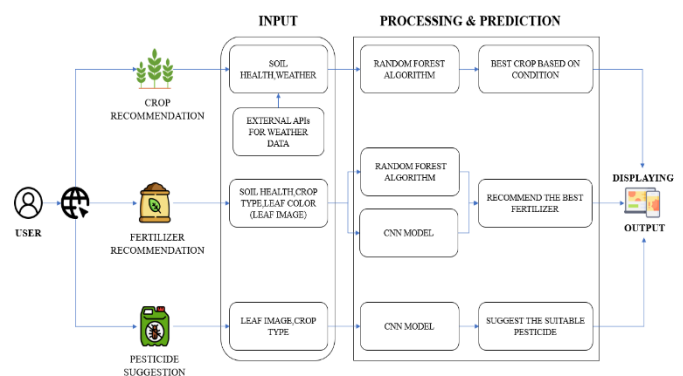 INPUT
PROCESSING & PREDICTION
CROP
RECOMMENDATION
SOIL
HEALTH,WEATHER
RANDOM FOREST
ALGORITHM
BEST CROP BASED ON
CONDITION
EXTERNAL APIs
FOR WEATHER
DATA
USER
FERTILIZER
RECOMMENDATION
SOIL HEALTH,CROP
TYPE,LEAF COLOR
(LEAF IMAGE)
RANDOM FOREST
ALGORITHM
CNN MODEL
RECOMMEND THE BEST
FERTILIZER
DISPLAYING
OUTPUT
PESTICIDE
SUGGESTION
LEAF IMAGE,CROP
TYPE
CNN MODEL
SUGGEST THE SUITABLE
PESTICIDE